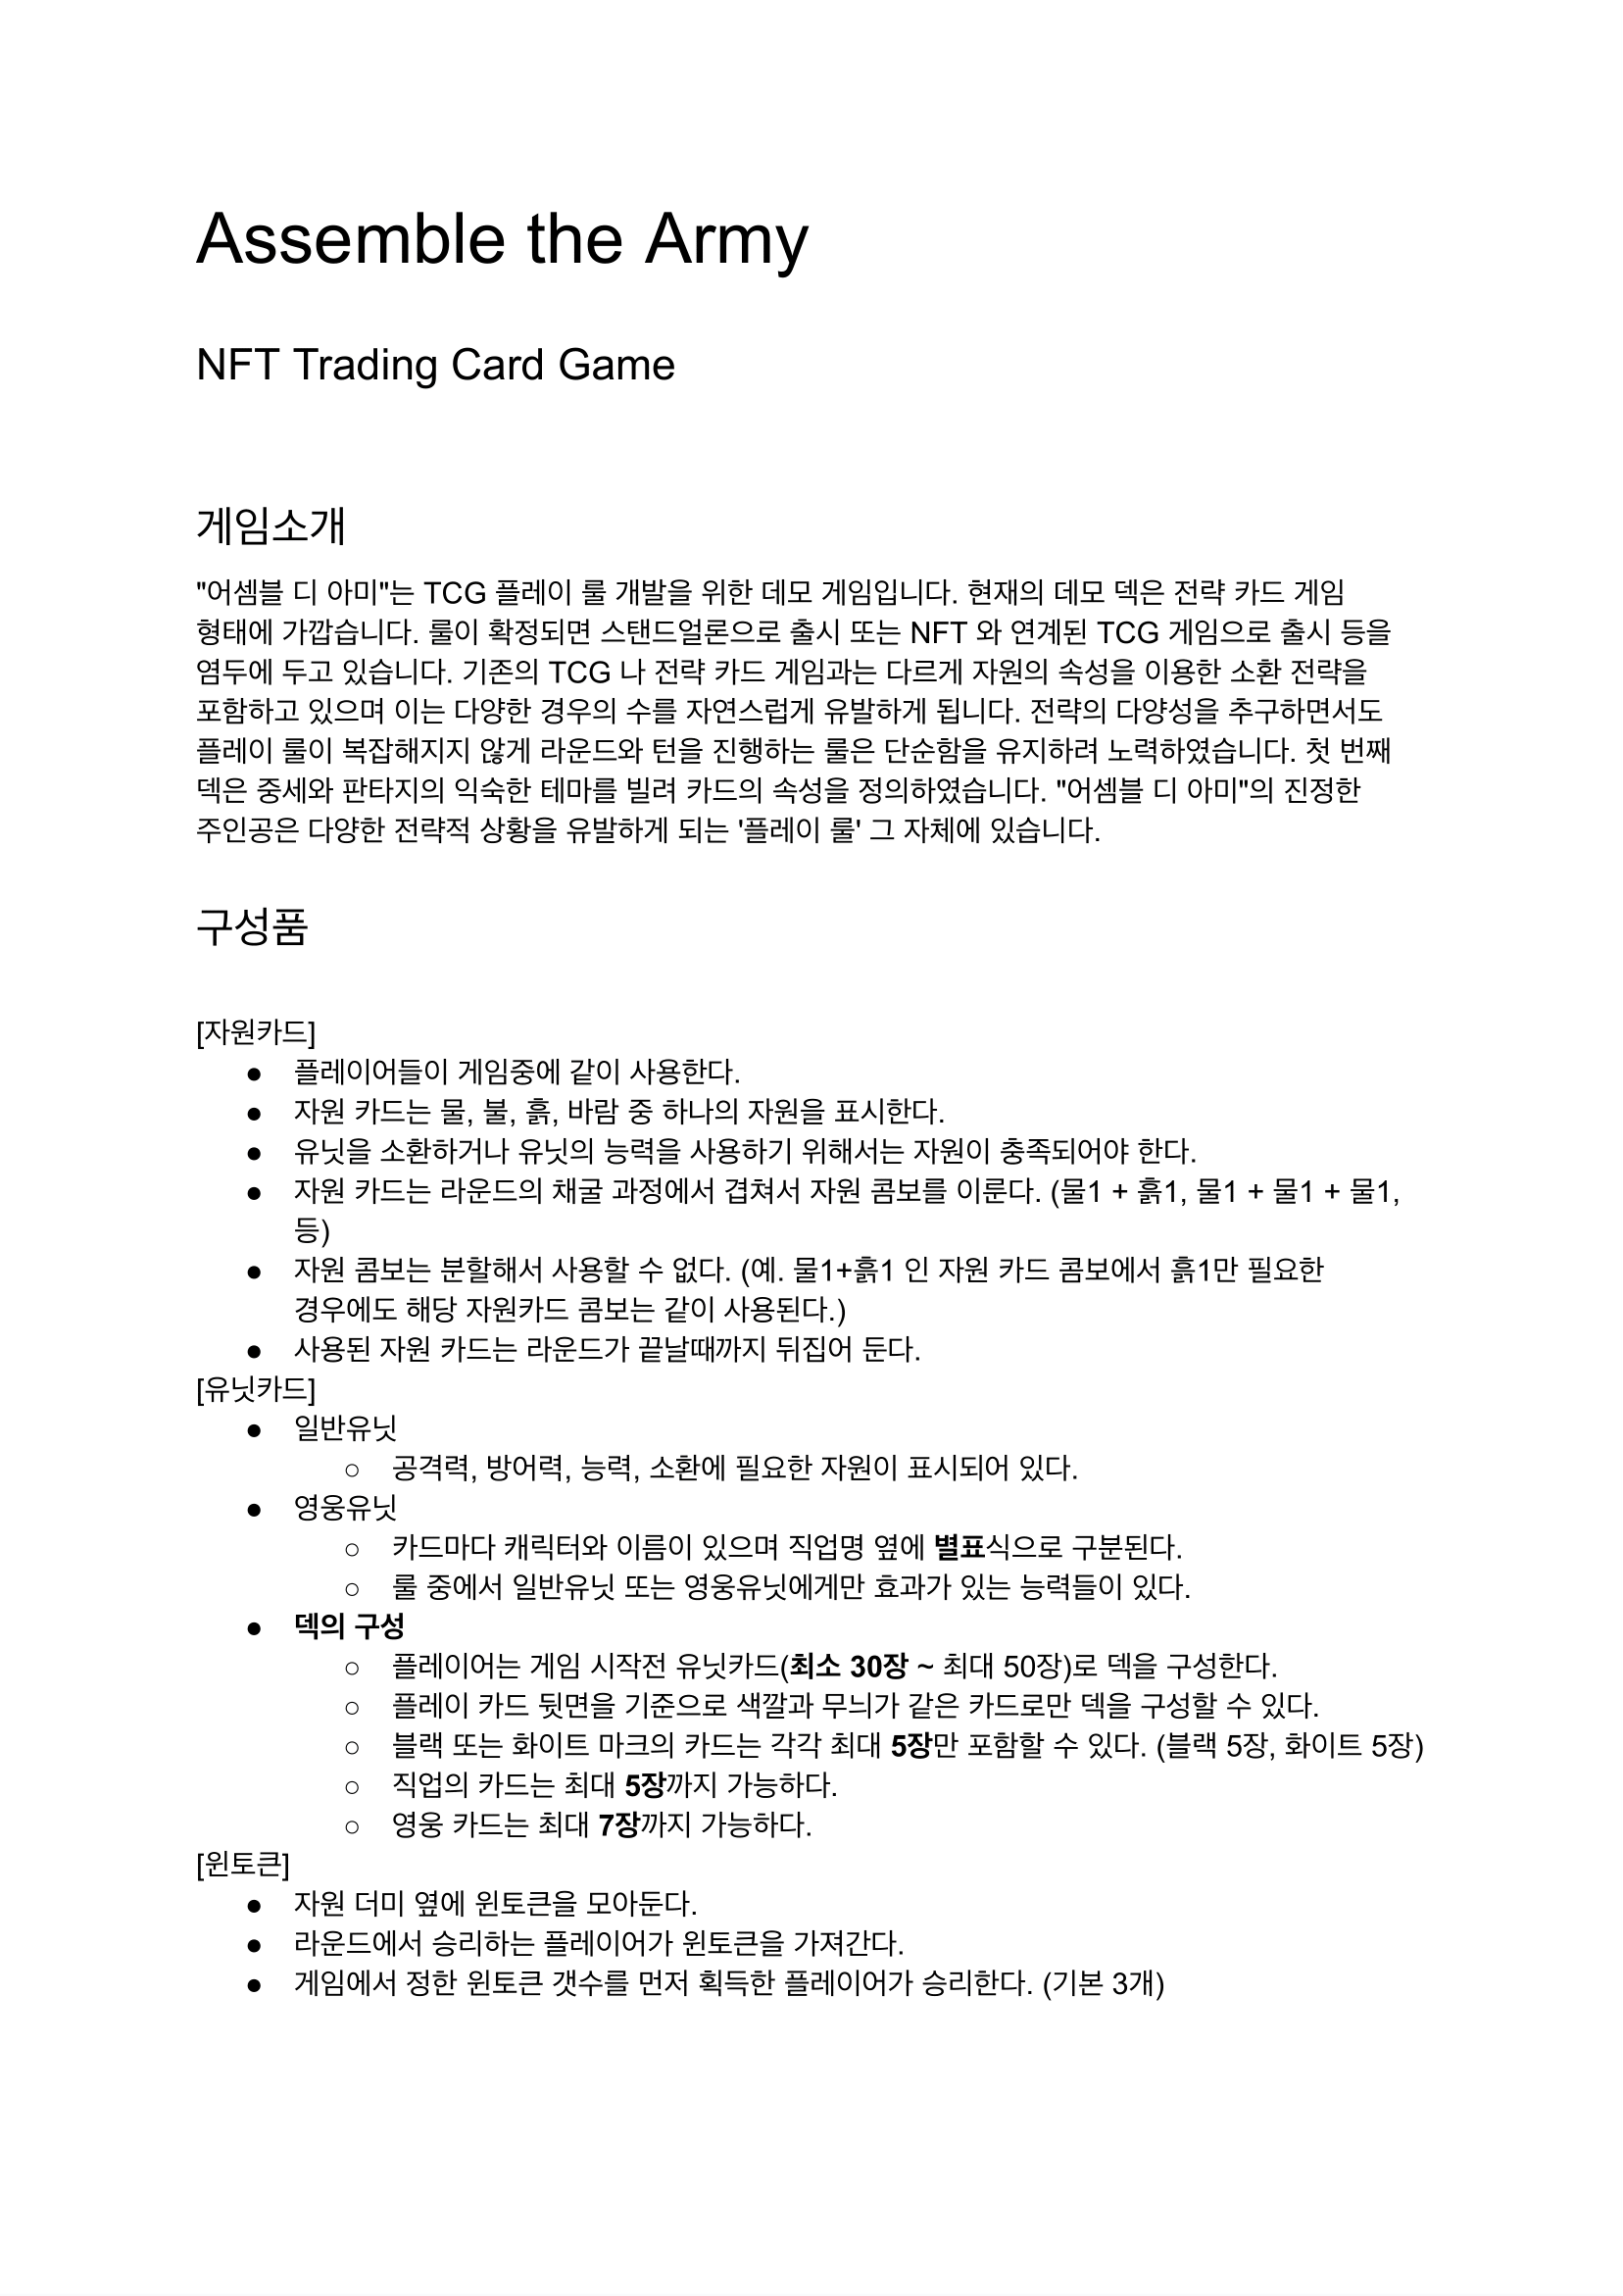 Assemble the Army
NFT Trading Card Game
게임소개
"어셈블 디 아미"는 TCG 플레이 룰 개발을 위한 데모 게임입니다. 현재의 데모 덱은 전략 카드 게임
형태에 가깝습니다. 룰이 확정되면 스탠드얼론으로 출시 또는 NFT 와 연계된 TCG 게임으로 출시 등을
염두에 두고 있습니다. 기존의 TCG 나 전략 카드 게임과는 다르게 자원의 속성을 이용한 소환 전략을
포함하고 있으며 이는 다양한 경우의 수를 자연스럽게 유발하게 됩니다. 전략의 다양성을 추구하면서도
플레이 룰이 복잡해지지 않게 라운드와 턴을 진행하는 룰은 단순함을 유지하려 노력하였습니다. 첫 번째
덱은 중세와 판타지의 익숙한 테마를 빌려 카드의 속성을 정의하였습니다. "어셈블 디 아미"의 진정한
주인공은 다양한 전략적 상황을 유발하게 되는 '플레이 룰' 그 자체에 있습니다.
구성품
[자원카드]
● 플레이어들이 게임중에 같이 사용한다.
● 자원 카드는 물, 불, 흙, 바람 중 하나의 자원을 표시한다.
● 유닛을 소환하거나 유닛의 능력을 사용하기 위해서는 자원이 충족되어야 한다.
● 자원 카드는 라운드의 채굴 과정에서 겹쳐서 자원 콤보를 이룬다. (물1 + 흙1, 물1 + 물1 + 물1,
등)
● 자원 콤보는 분할해서 사용할 수 없다. (예. 물1+흙1 인 자원 카드 콤보에서 흙1만 필요한
경우에도 해당 자원카드 콤보는 같이 사용된다.)
● 사용된 자원 카드는 라운드가 끝날때까지 뒤집어 둔다.
[유닛카드]
● 일반유닛
○ 공격력, 방어력, 능력, 소환에 필요한 자원이 표시되어 있다.
● 영웅유닛
○ 카드마다 캐릭터와 이름이 있으며 직업명 옆에 별표식으로 구분된다.
○ 룰 중에서 일반유닛 또는 영웅유닛에게만 효과가 있는 능력들이 있다.
● 덱의 구성
○ 플레이어는 게임 시작전 유닛카드(최소 30장 ~ 최대 50장)로 덱을 구성한다.
○ 플레이 카드 뒷면을 기준으로 색깔과 무늬가 같은 카드로만 덱을 구성할 수 있다.
○ 블랙 또는 화이트 마크의 카드는 각각 최대 5장만 포함할 수 있다. (블랙 5장, 화이트 5장)
○ 직업의 카드는 최대 5장까지 가능하다.
○ 영웅 카드는 최대 7장까지 가능하다.
[윈토큰]
● 자원 더미 옆에 윈토큰을 모아둔다.
● 라운드에서 승리하는 플레이어가 윈토큰을 가져간다.
● 게임에서 정한 윈토큰 갯수를 먼저 획득한 플레이어가 승리한다. (기본 3개)